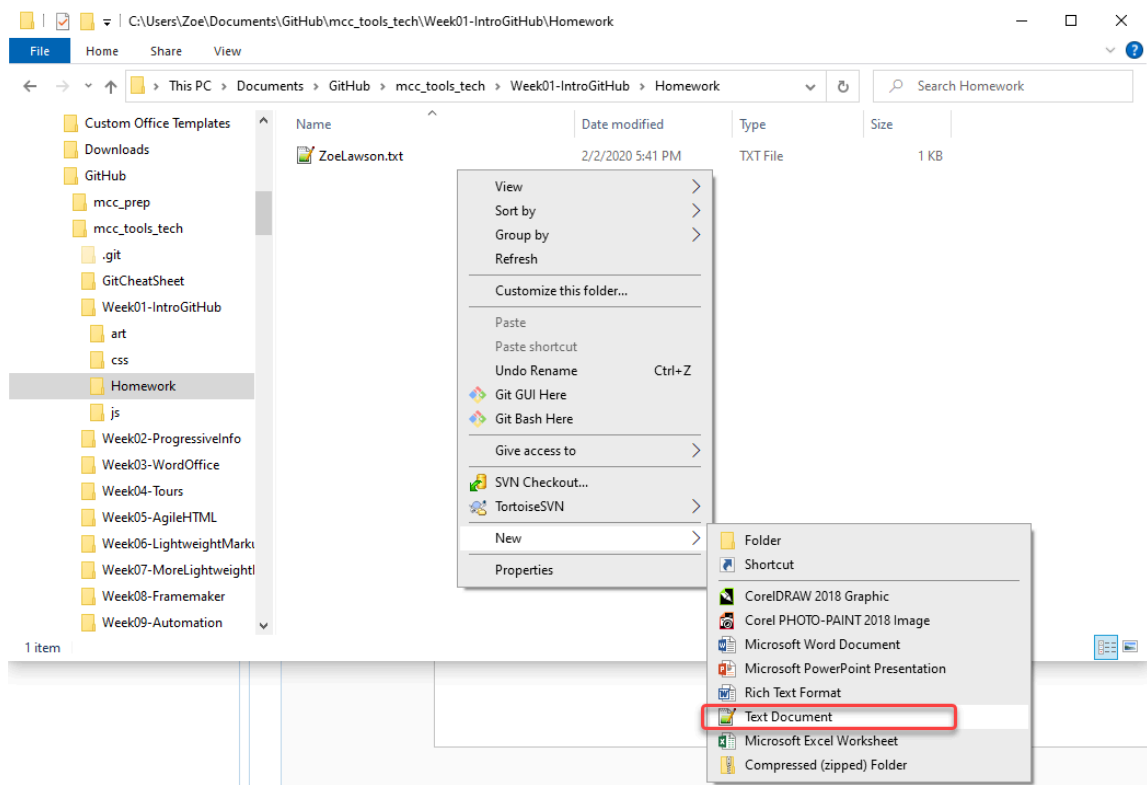 C:\Users\Zoe\Documents\GitHub\mcc_tools_tech\Week01-IntroGitHub\Homework
File Home Share View
This PC > Documents > GitHub > mcc_tools_tech > Week01-IntroGitHub > Homework
Search Homework
Custom Office Templates
Downloads
GitHub
mcc_prep
mcc_tools_tech
.git
GitCheatSheet
Week01-IntroGitHub
art
css
Homework
js
Week02-ProgressiveInfo
Week03-WordOffice
Week04-Tours
Week05-AgileHTML
Week06-LightweightMarku
Week07-MoreLightweightl
Week08-Framemaker
Week09-Automation
1 item
Name Date modified Type Size
ZoeLawson.txt 2/2/2020 5:41 PM TXT File 1 KB
View
Sort by
Group by
Refresh
Customize this folder...
Paste
Paste shortcut
Undo Rename Ctrl+Z
Git GUI Here
Git Bash Here
Give access to
SVN Checkout...
TortoiseSVN
New
Properties
Folder
Shortcut
CorelDRAW 2018 Graphic
Corel PHOTO-PAINT 2018 Image
Microsoft Word Document
Microsoft PowerPoint Presentation
Rich Text Format
Text Document
Microsoft Excel Worksheet
Compressed (zipped) Folder